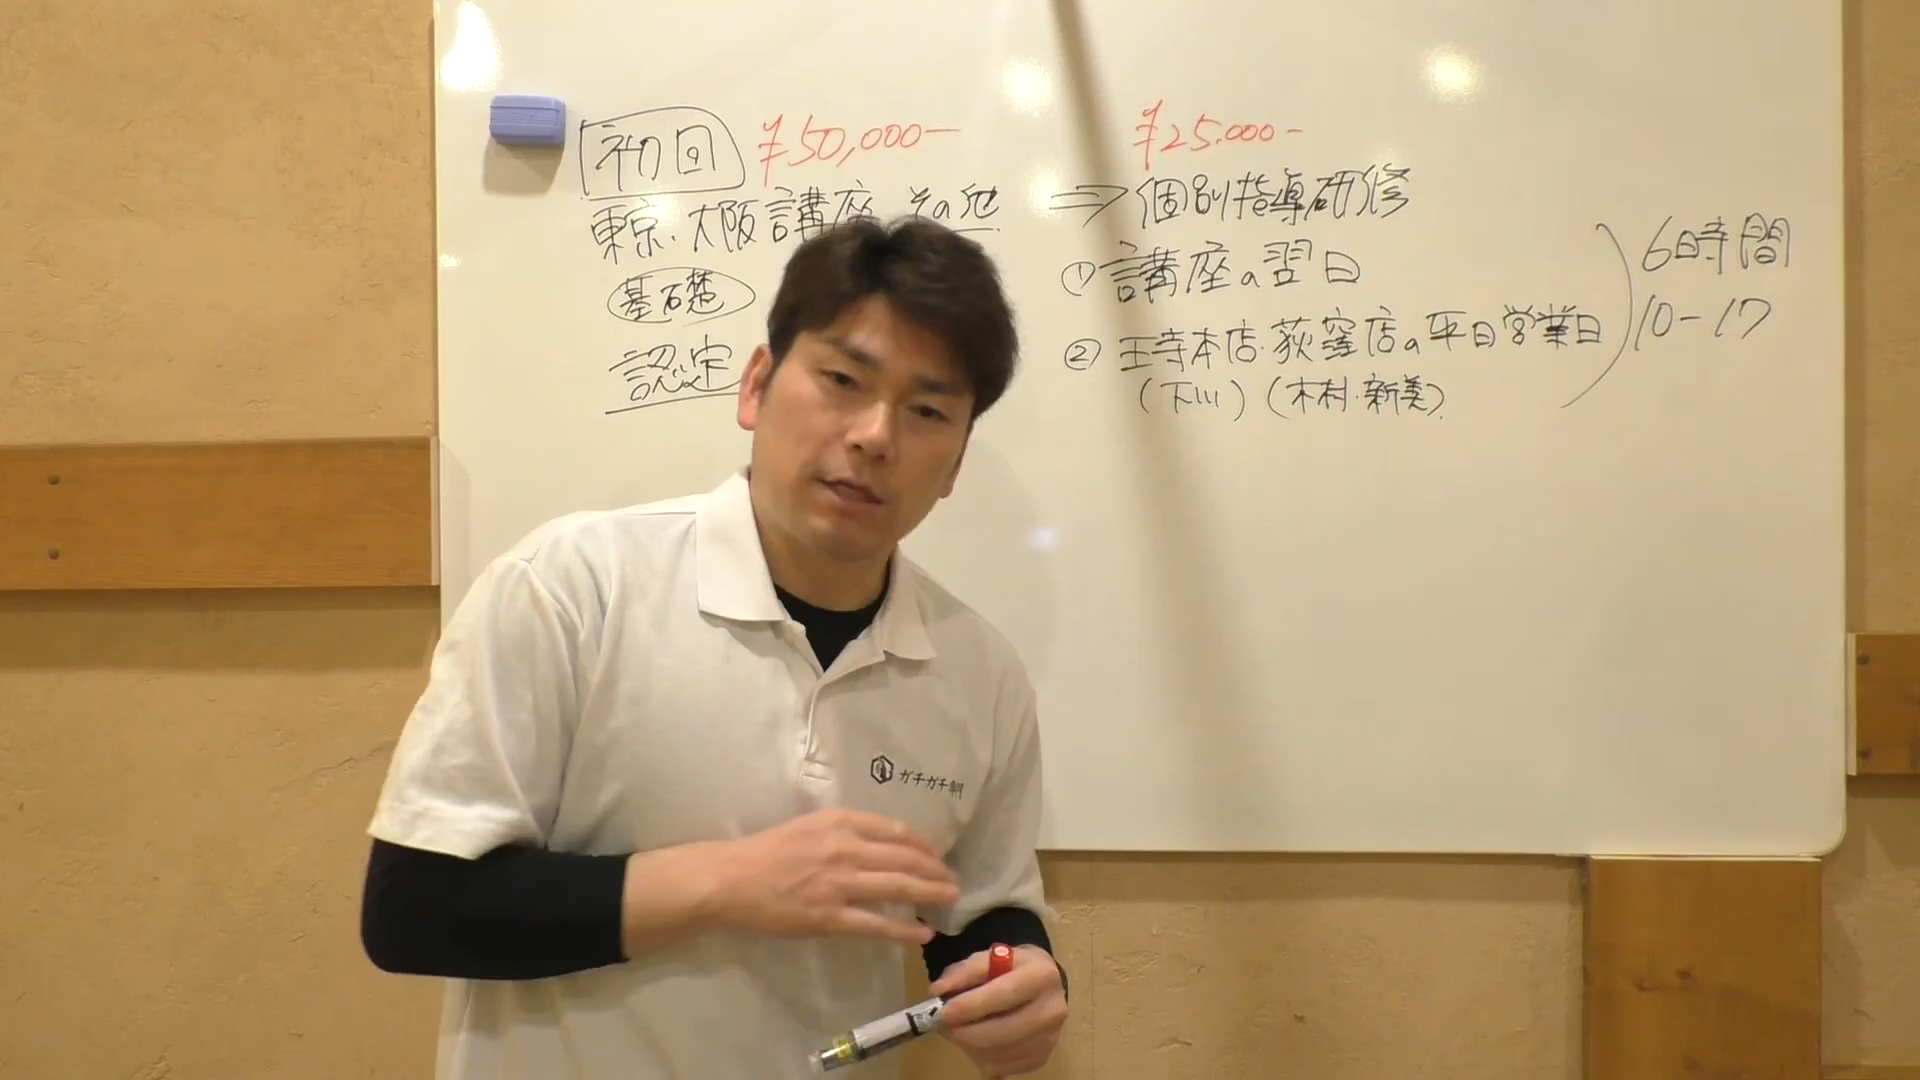 初回 ¥50,000−
東京・大阪講座 その他
基礎
認定
¥25.000-
⇒個別指導研修
①講座の翌日
②王寺本店・荻窪店の平日営業日
(下川)(木村・新美)
6時間
10-17
ガチガチ専門